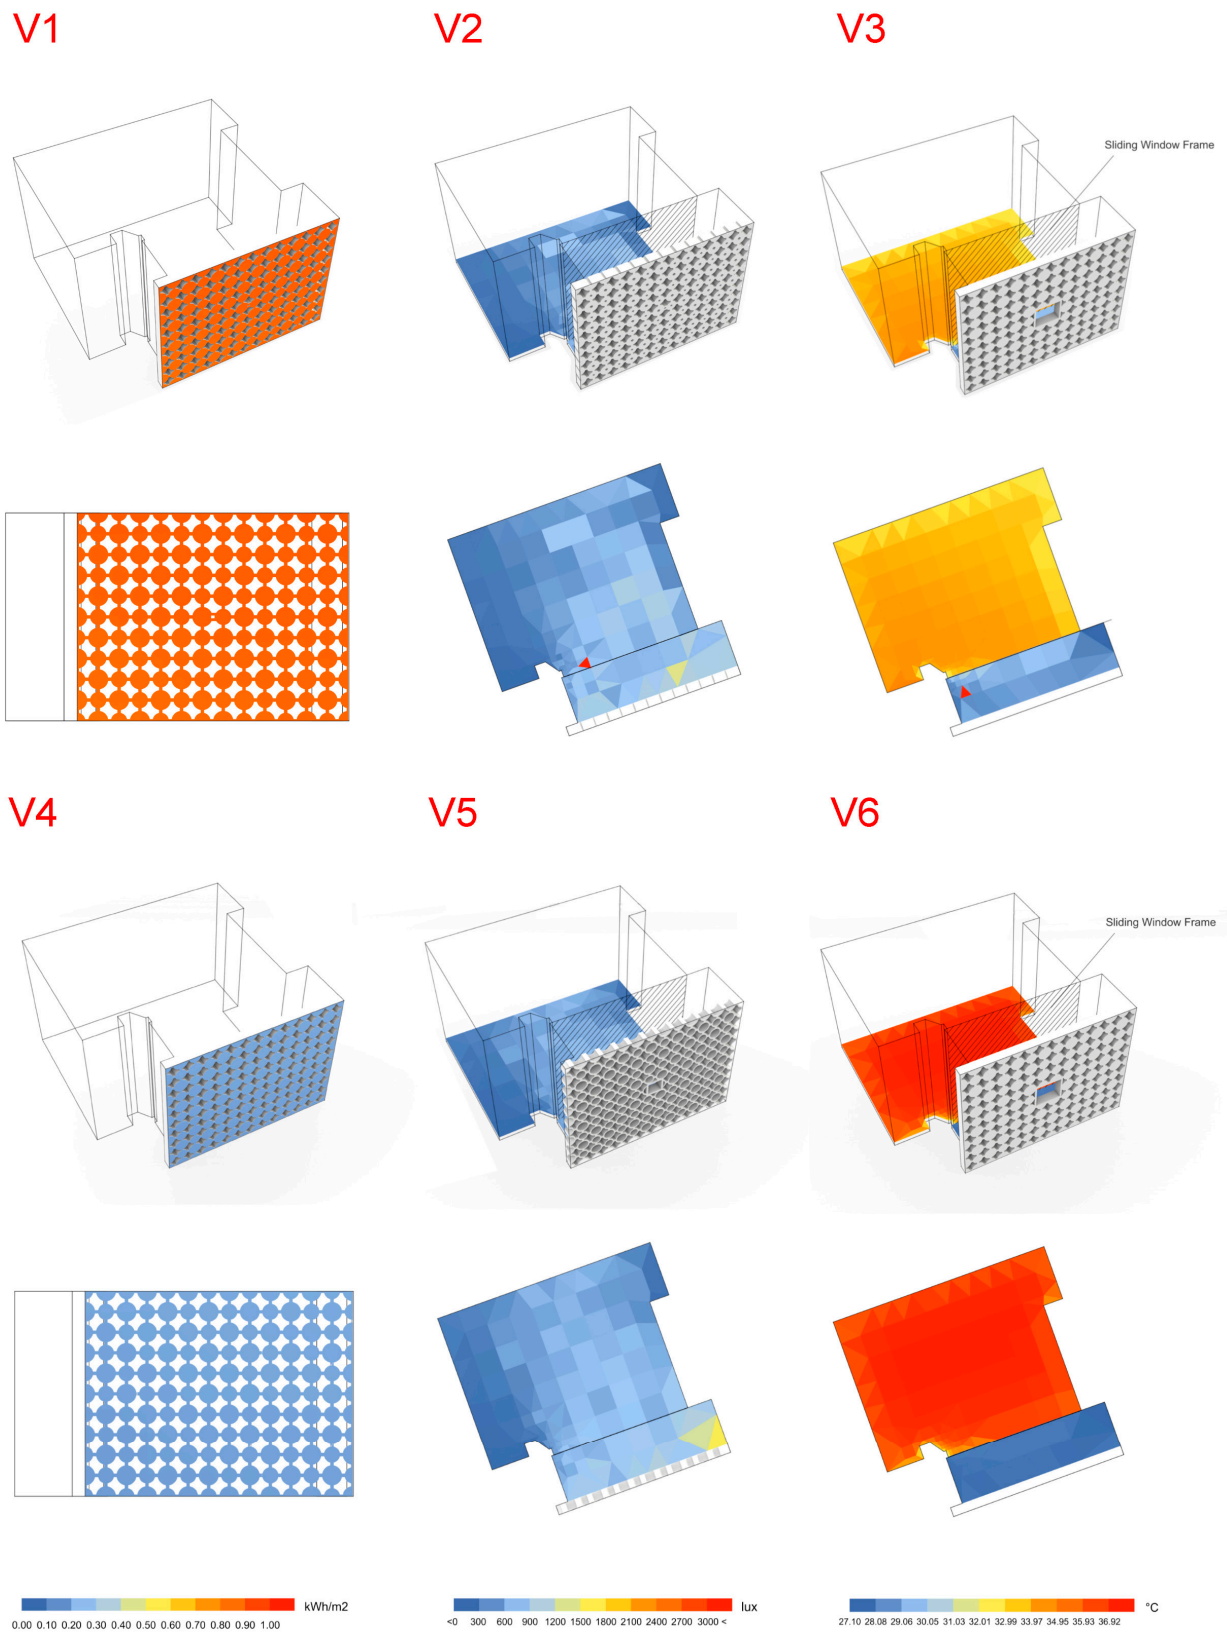 V1
V2
V3
Sliding Window Frame
V4
V5
V6
Sliding Window Frame
kWh/m2
0.00 0.10 0.20 0.30 0.40 0.50 0.60 0.70 0.80 0.90 1.00
lux
<0 300 600 900 1200 1500 1800 2100 2400 2700 3000 <
°C
27.10 28.08 29.06 30.05 31.03 32.01 32.99 33.97 34.95 35.93 36.92